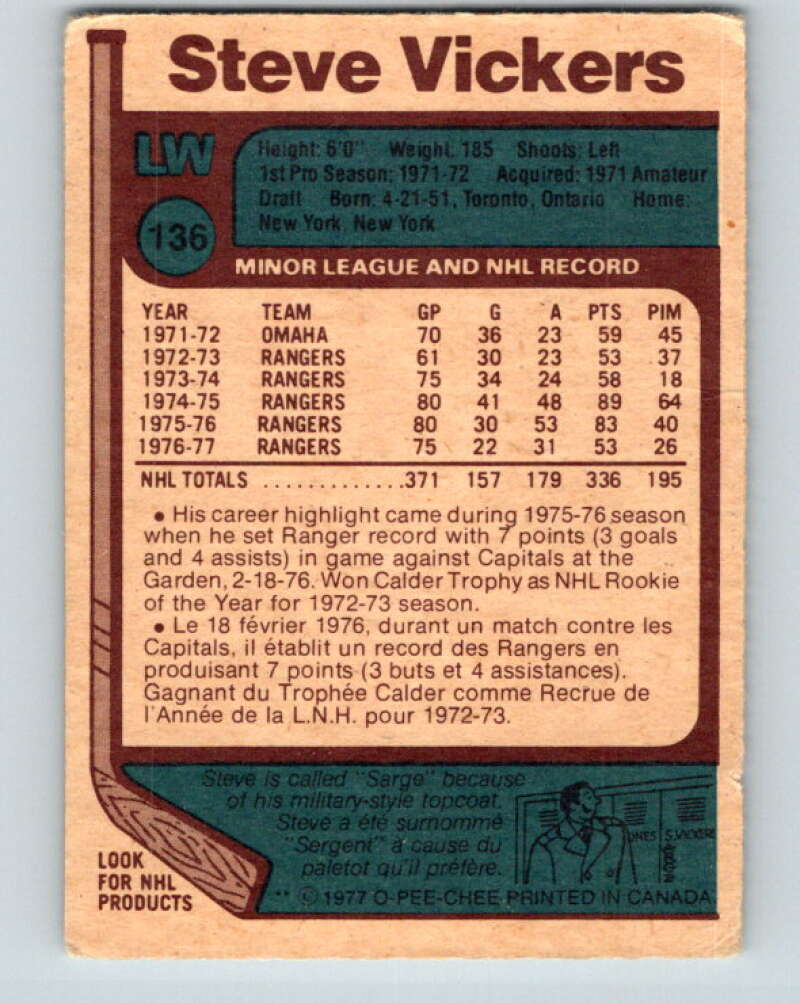 Steve Vickers
LW
Height: 6'0" Weight: 185 Shoots: Left
1st Pro Season: 1971-72 Acquired: 1971 Amateur
Draft Born: 4-21-51, Toronto, Ontario Home:
New York, New York
136
MINOR LEAGUE AND NHL RECORD
YEAR TEAM GP G A PTS PIM
1971-72 OMAHA 70 36 23 59 45
1972-73 RANGERS 61 30 23 53 37
1973-74 RANGERS 75 34 24 58 18
1974-75 RANGERS 80 41 48 89 64
1975-76 RANGERS 80 30 53 83 40
1976-77 RANGERS 75 22 31 53 26
NHL TOTALS .............371 157 179 336 195
• His career highlight came during 1975-76 season
when he set Ranger record with 7 points (3 goals
and 4 assists) in game against Capitals at the
Garden, 2-18-76. Won Calder Trophy as NHL Rookie
of the Year for 1972-73 season.
• Le 18 février 1976, durant un match contre les
Capitals, il établit un record des Rangers en
produisant 7 points (3 buts et 4 assistances).
Gagnant du Trophée Calder comme Recrue de
l'Année de la L.N.H. pour 1972-73.
Steve is called "Sarge" because
of his military-style topcoat.
Steve a été surnommé
"Sergent" à cause du
paletot qu'il préfère.
S.VICKERS
LOOK
FOR NHL
PRODUCTS
** © 1977 O-PEE-CHEE PRINTED IN CANADA